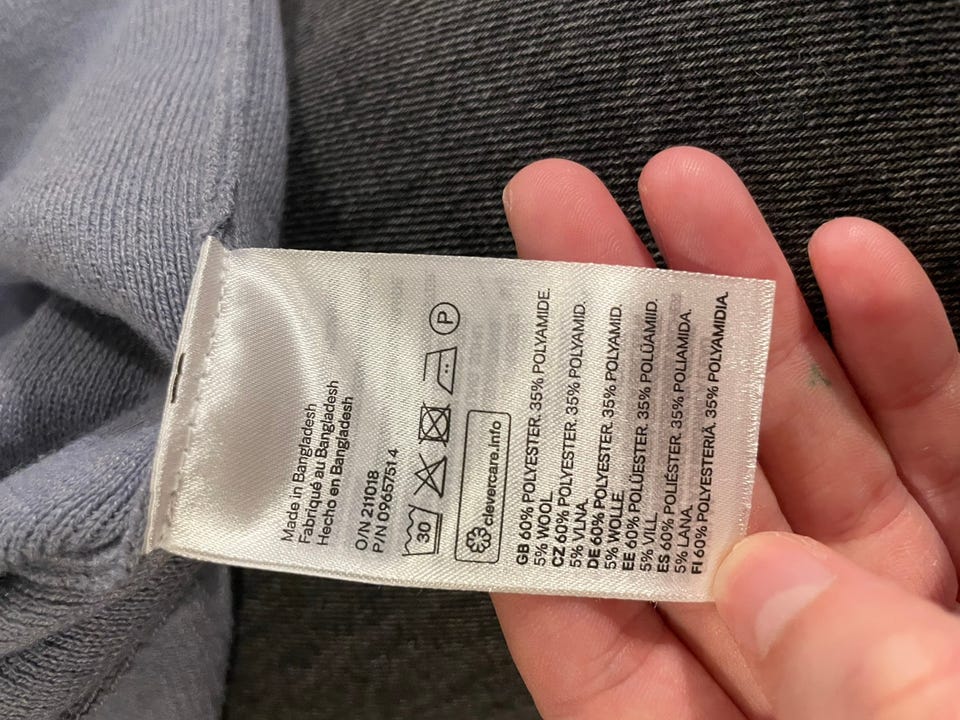 Made in Bangladesh
Fabriqué au Bangladesh
Hecho en Bangladesh
O/N 211018
P/N 09657514
30
P
clevercare.info
GB 60% POLYESTER. 35% POLYAMIDE.
5% WOOL.
CZ 60% POLYESTER. 35% POLYAMID.
5% VLNA.
DE 60% POLYESTER. 35% POLYAMID.
5% WOLLE
EE 60% POLÜESTER. 35% POLÜAMIID.
5% VILL.
ES 60% POLIÉSTER. 35% POLIAMIDA.
5% LANA.
FI 60% POLYESTERIÄ. 35% POLYAMIDIA.